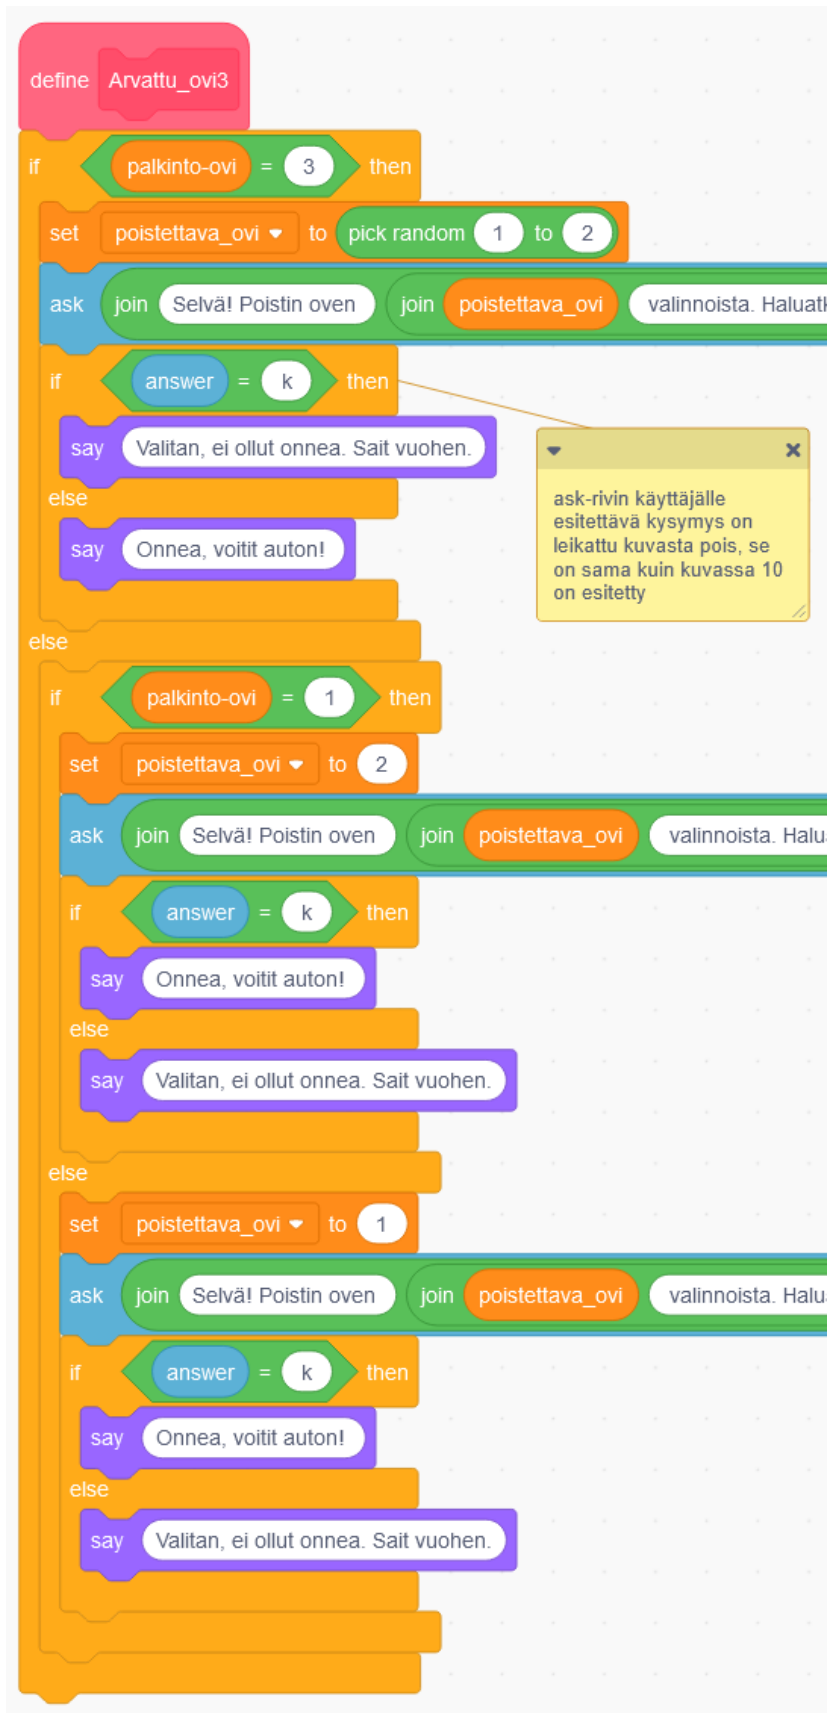 define Arvattu_ovi3
if palkinto-ovi = 3 then
set poistettava_ovi to pick random 1 to 2
ask join Selvä! Poistin oven join poistettava_ovi valinnoista.
if answer = k then
say Valitan, ei ollut onnea. Sait vuohen.
else
say Onnea, voitit auton!
ask-rivin käyttäjälle
esitettävä kysymys on
leikattu kuvasta pois, se
on sama kuin kuvassa 10
on esitetty
else
if palkinto-ovi = 1 then
set poistettava_ovi to 2
ask join Selvä! Poistin oven join poistettava_ovi valinnoista.
if answer = k then
say Onnea, voitit auton!
else
say Valitan, ei ollut onnea. Sait vuohen.
else
set poistettava_ovi to 1
ask join Selvä! Poistin oven join poistettava_ovi valinnoista.
if answer = k then
say Onnea, voitit auton!
else
say Valitan, ei ollut onnea. Sait vuohen.